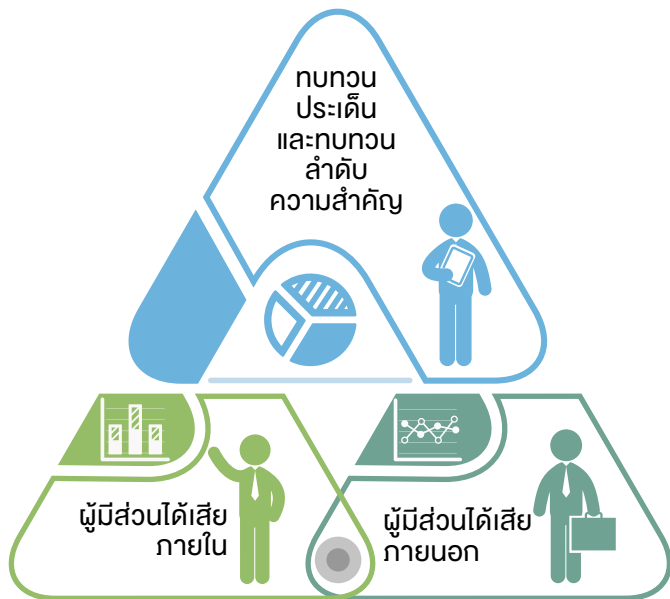 ทบทวน
ประเด็น
และทบทวน
ลำดับ
ความสำคัญ
ผู้มีส่วนได้เสีย
ภายใน
ผู้มีส่วนได้เสีย
ภายนอก